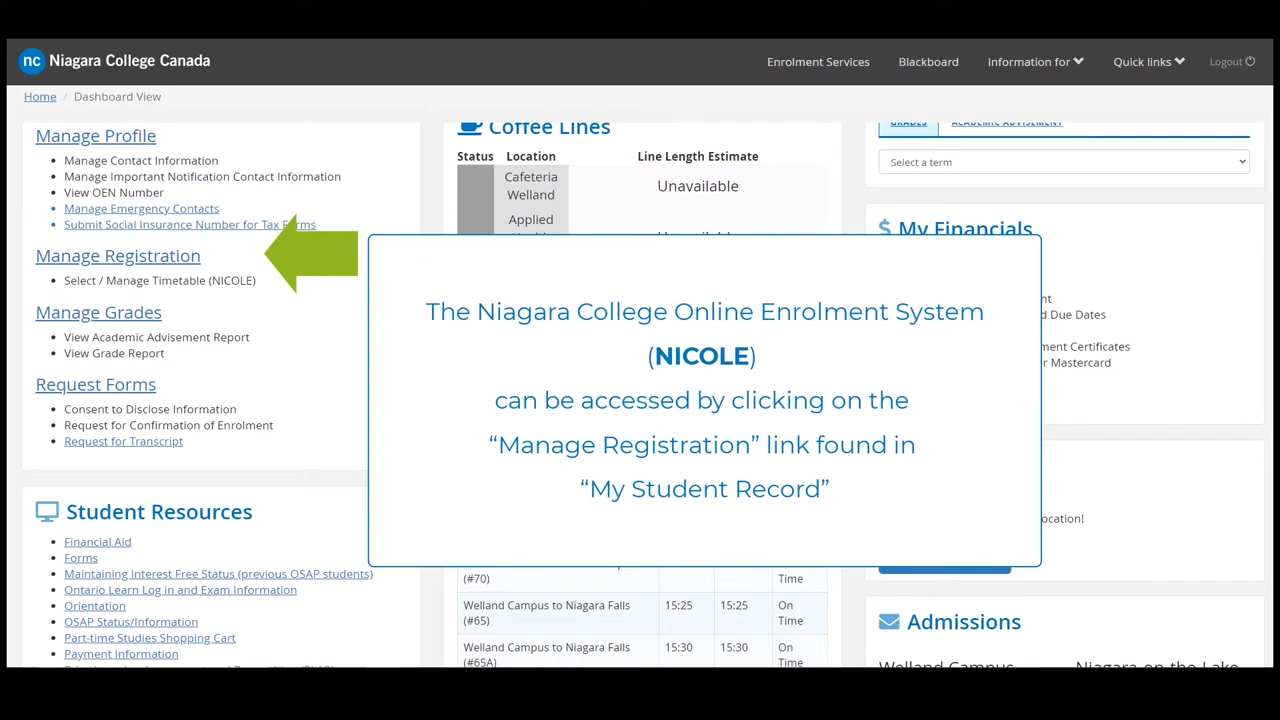 nc Niagara College Canada
Enrolment Services Blackboard Information for Quick links Logout
Home / Dashboard View
Manage Profile
• Manage Contact Information
• Manage Important Notification Contact Information
• View OEN Number
• Manage Emergency Contacts
• Submit Social Insurance Number for Tax Forms
Manage Registration
• Select / Manage Timetable (NICOLE)
Manage Grades
• View Academic Advisement Report
• View Grade Report
Request Forms
• Consent to Disclose Information
• Request for Confirmation of Enrolment
• Request for Transcript
Student Resources
• Financial Aid
• Forms
• Maintaining Interest Free Status (previous OSAP students)
• Ontario Learn Log in and Exam Information
• Orientation
• OSAP Status/Information
• Part-time Studies Shopping Cart
• Payment Information
Coffee Lines
Status Location Line Length Estimate
Cafeteria
Welland
Unavailable
Applied
The Niagara College Online Enrolment System
(NICOLE)
can be accessed by clicking on the
“Manage Registration” link found in
“My Student Record”
(#70) Time
Welland Campus to Niagara Falls
(#65)
15:25 15:25 On
Time
Welland Campus to Niagara Falls
(#65A)
15:30 15:30 On
Time
GRADES ACADEMIC ADVISEMENT
Select a term
My Financials
Due Dates
ment Certificates
Mastercard
ocation!
Admissions
Welland Campus Niagara-on-the-Lake